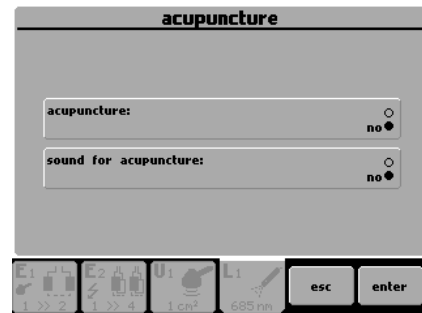 acupuncture
acupuncture:
no
sound for acupuncture:
no
E1
1 >> 2
E2
1 >> 4
U1
1 cm²
L1
685 nm
esc
enter